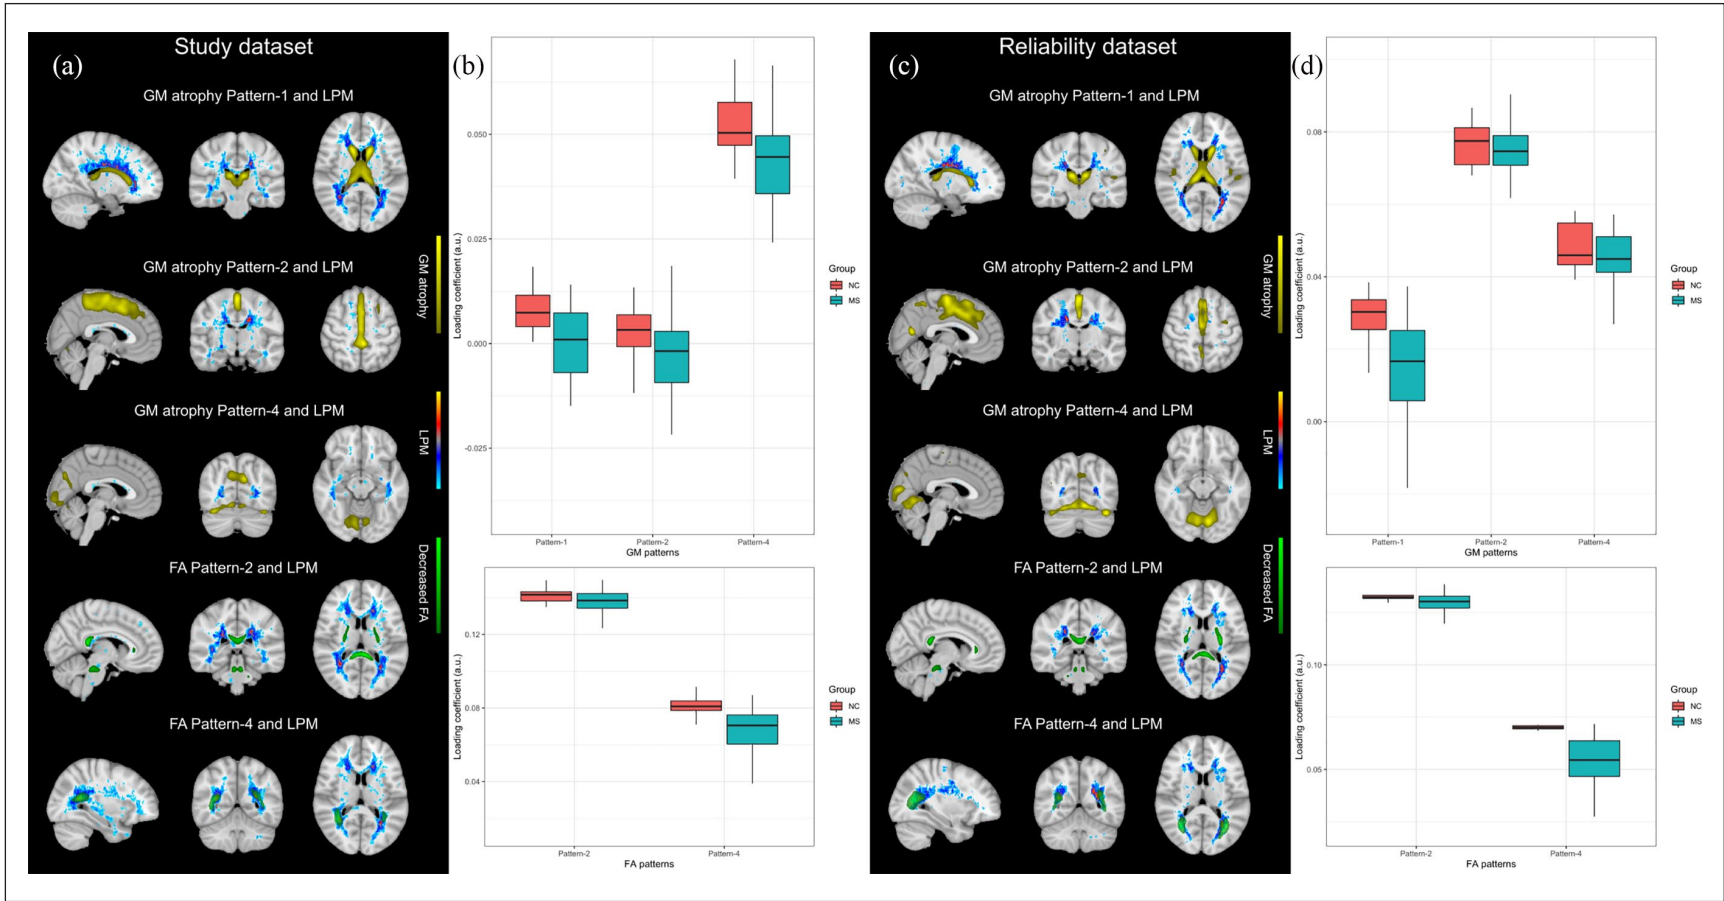 Study dataset
(a)
GM atrophy Pattern-1 and LPM
GM atrophy Pattern-2 and LPM
GM atrophy
GM atrophy Pattern-4 and LPM
LPM
FA Pattern-2 and LPM
Decreased FA
FA Pattern-4 and LPM
(b)
0.050
0.025
0.000
-0.025
Loading coefficient (a.u.)
Pattern-1
Pattern-2
Pattern-4
GM patterns
Group
NC
MS
0.12
0.08
0.04
Loading coefficient (a.u.)
Pattern-2
Pattern-4
FA patterns
Group
NC
MS
Reliability dataset
(c)
GM atrophy Pattern-1 and LPM
GM atrophy Pattern-2 and LPM
GM atrophy
GM atrophy Pattern-4 and LPM
LPM
FA Pattern-2 and LPM
Decreased FA
FA Pattern-4 and LPM
(d)
0.08
0.04
0.00
Loading coefficient (a.u.)
Pattern-1
Pattern-2
Pattern-4
GM patterns
Group
NC
MS
0.10
0.05
Loading coefficient (a.u.)
Pattern-2
Pattern-4
FA patterns
Group
NC
MS